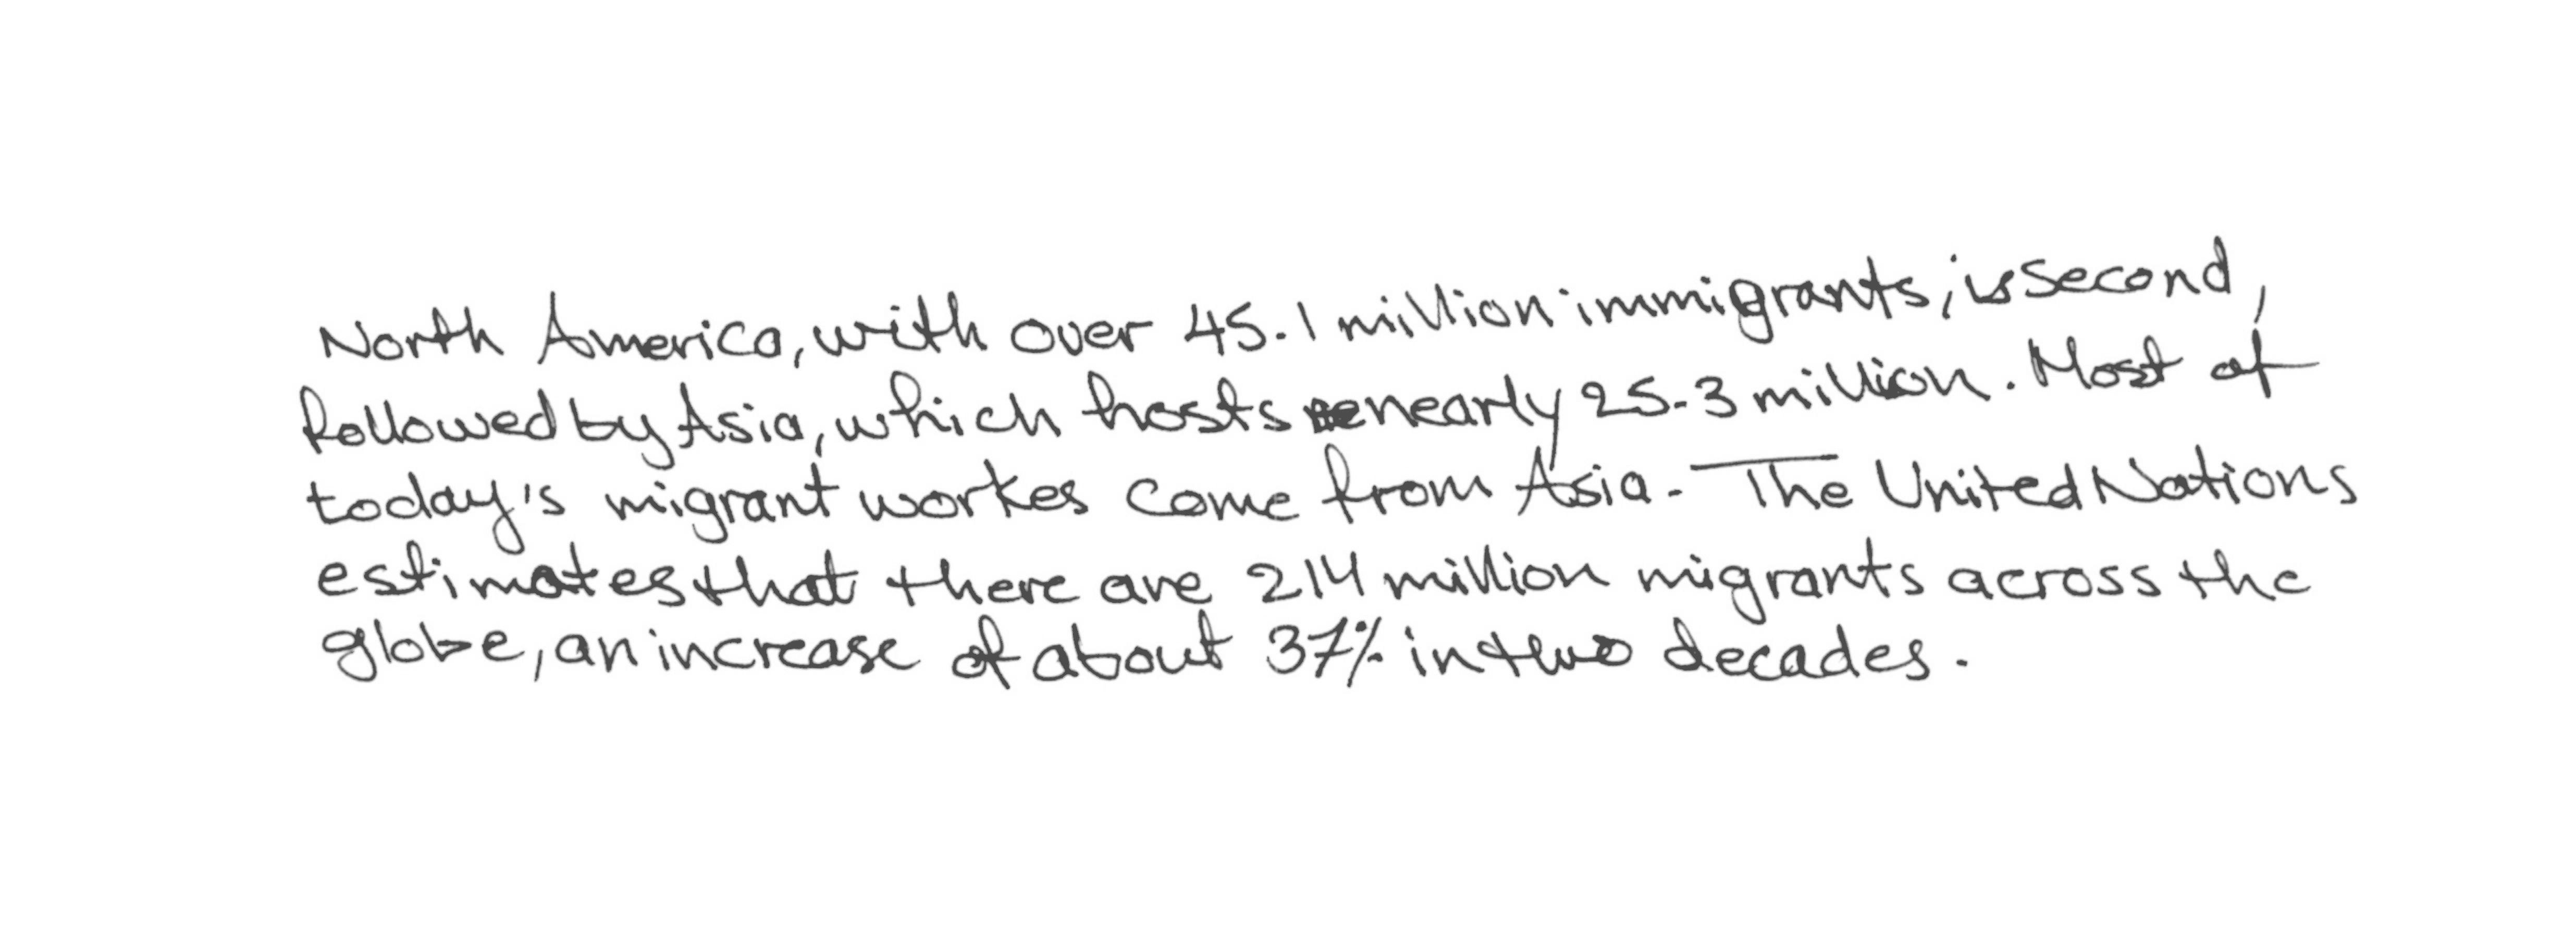 North America, with over 45.1 million immigrants, is second,
followed by Asia, which hosts nearly 25.3 million. Most of
today's migrant workes come from Asia. The United Nations
estimates that there are 214 million migrants across the
globe, an increase of about 37% in two decades.